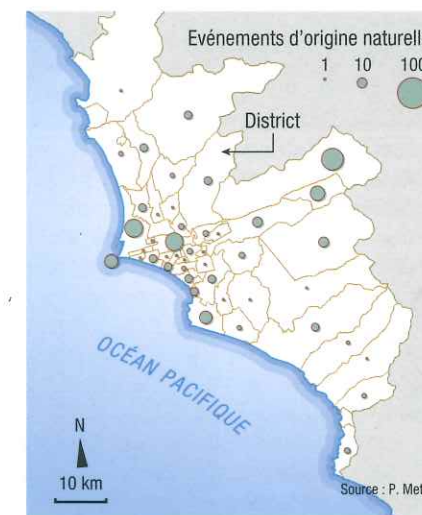 Evénements d'origine naturell
1 10 100
District
OCÉAN PACIFIQUE
N
10 km
Source : P. Met